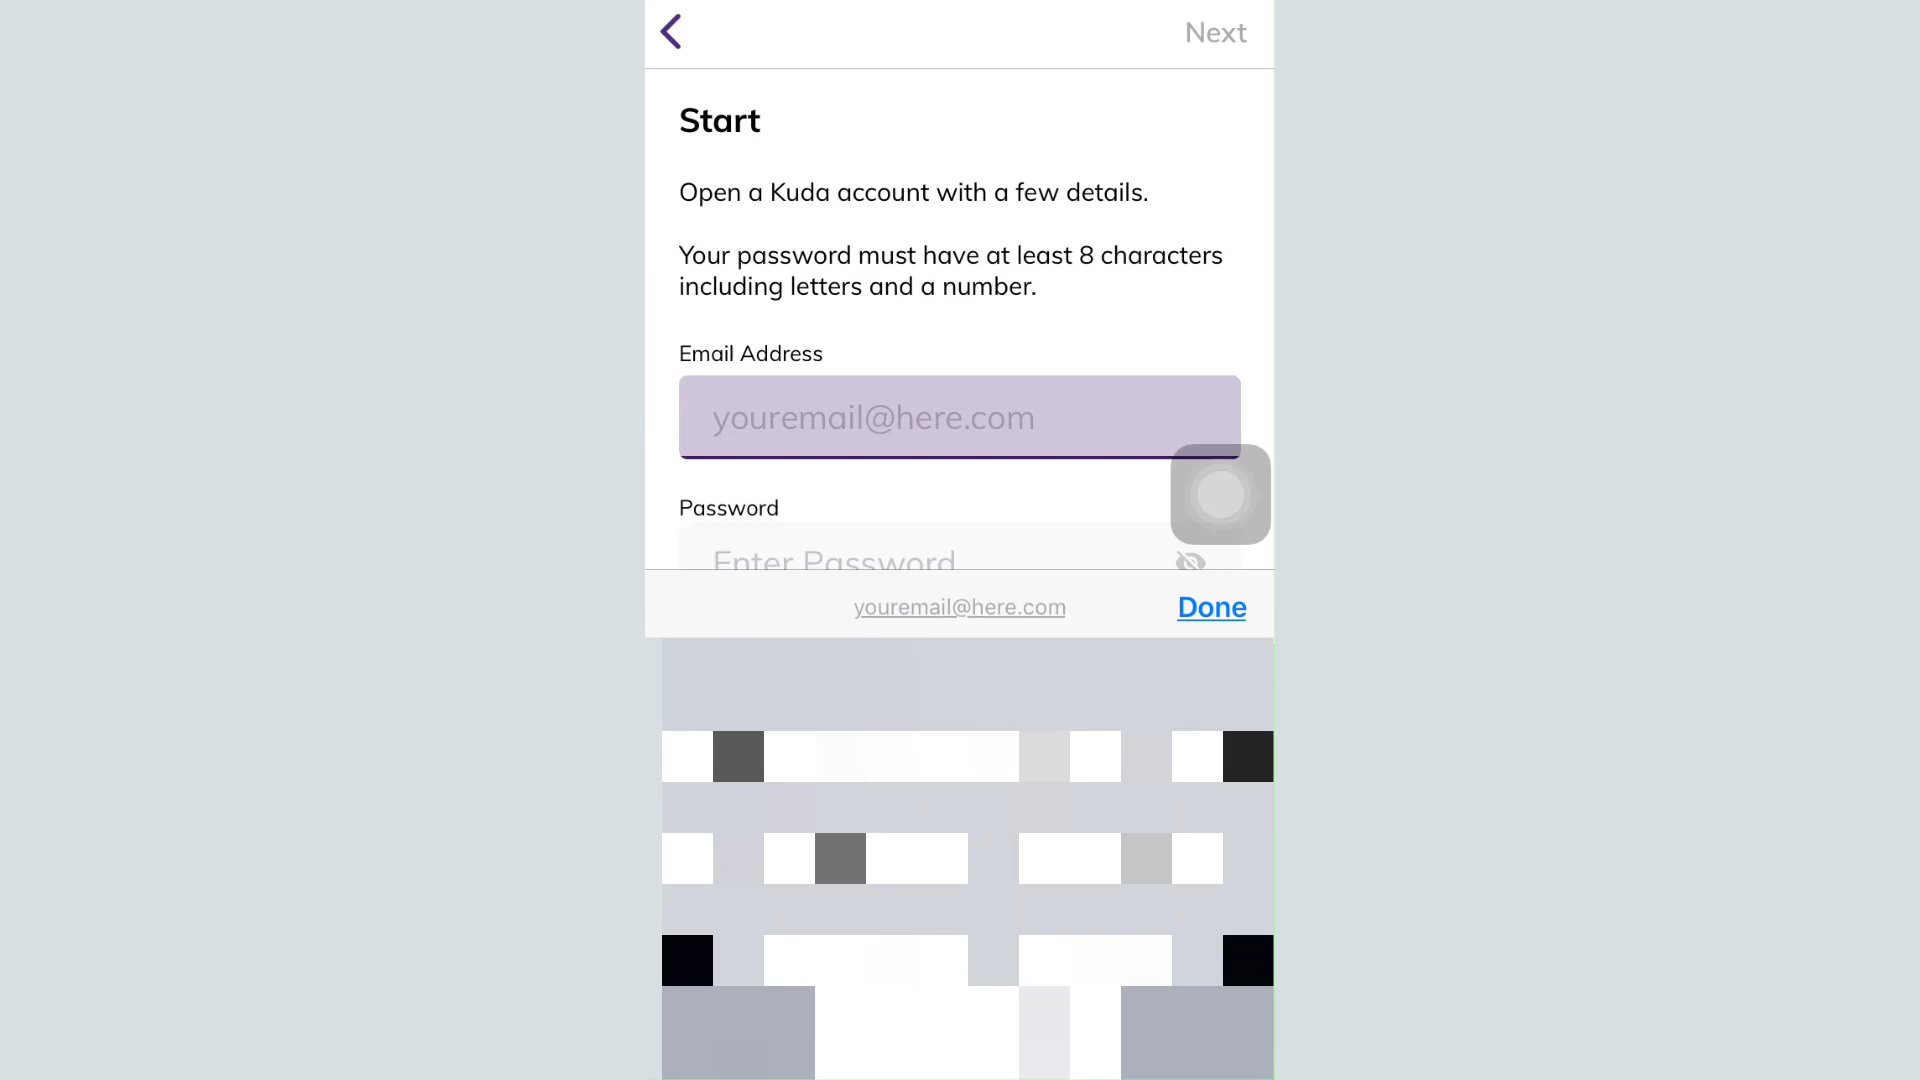 Next
Start
Open a Kuda account with a few details.
Your password must have at least 8 characters
including letters and a number.
Email Address
youremail@here.com
Password
Enter Password
youremail@here.com
Done